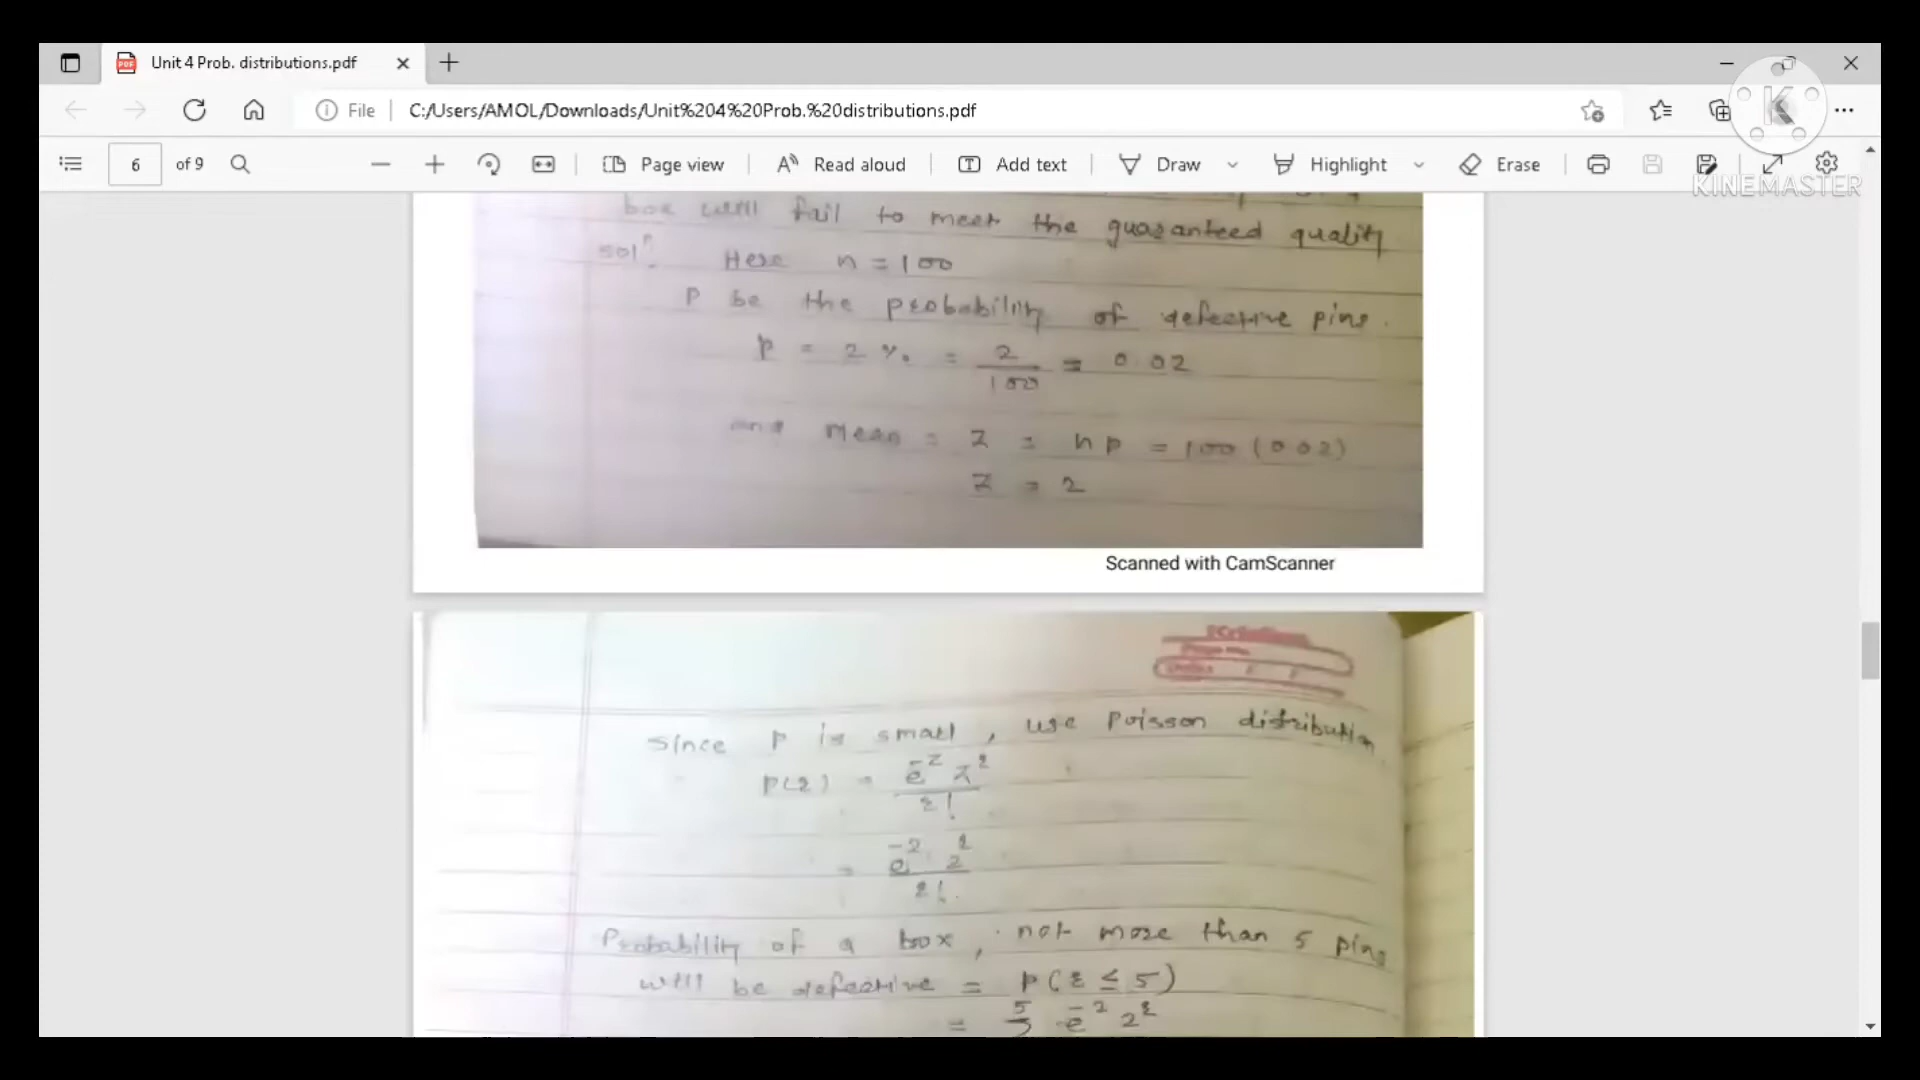 Unit 4 Prob. distributions.pdf
File C:/Users/AMOL/Downloads/Unit%204%20Prob.%20distributions.pdf
6 of 9 Page view Read aloud Add text Draw Highlight Erase
KINEMASTER
box will fail to meet the guaranteed quality
solⁿ. Here n = 100
P be the probability of defective pins.
p = 2 % = 2/100 = 0.02
and Mean = z = np = 100 (0.02)
z = 2
Scanned with CamScanner
Since P is small, use Poisson distribution
p(r) = e^-z z^r / r!
= e^-2 2^r / r!
Probability of a box, not more than 5 pins
will be defective = P(r ≤ 5)
= 5 Σ e^-2 2^r